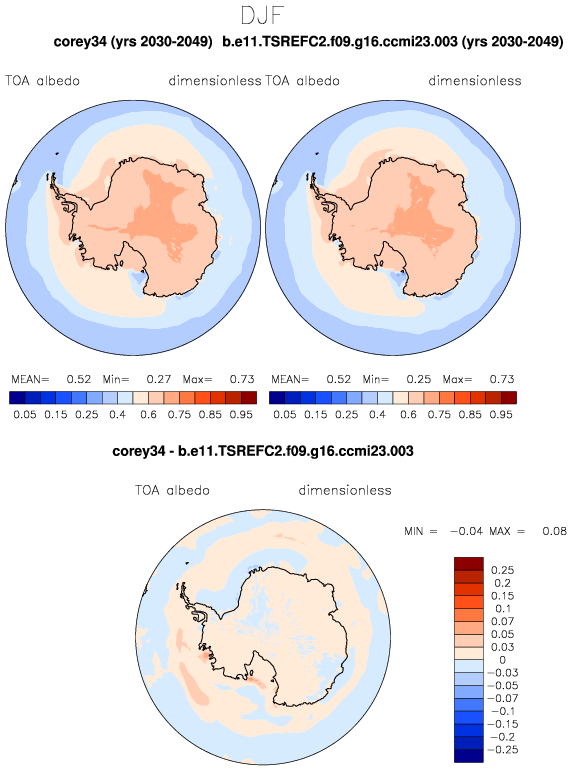 DJF
corey34 (yrs 2030-2049) b.e11.TSREFC2.f09.g16.ccmi23.003 (yrs 2030-2049)
TOA albedo dimensionless TOA albedo dimensionless
MEAN= 0.52 Min= 0.27 Max= 0.73 MEAN= 0.52 Min= 0.25 Max= 0.73
0.05 0.15 0.25 0.4 0.6 0.75 0.85 0.95 0.05 0.15 0.25 0.4 0.6 0.75 0.85 0.95
corey34 - b.e11.TSREFC2.f09.g16.ccmi23.003
TOA albedo dimensionless
MIN = -0.04 MAX = 0.08
0.25
0.2
0.15
0.1
0.07
0.05
0.03
0
-0.03
-0.05
-0.07
-0.1
-0.15
-0.2
-0.25